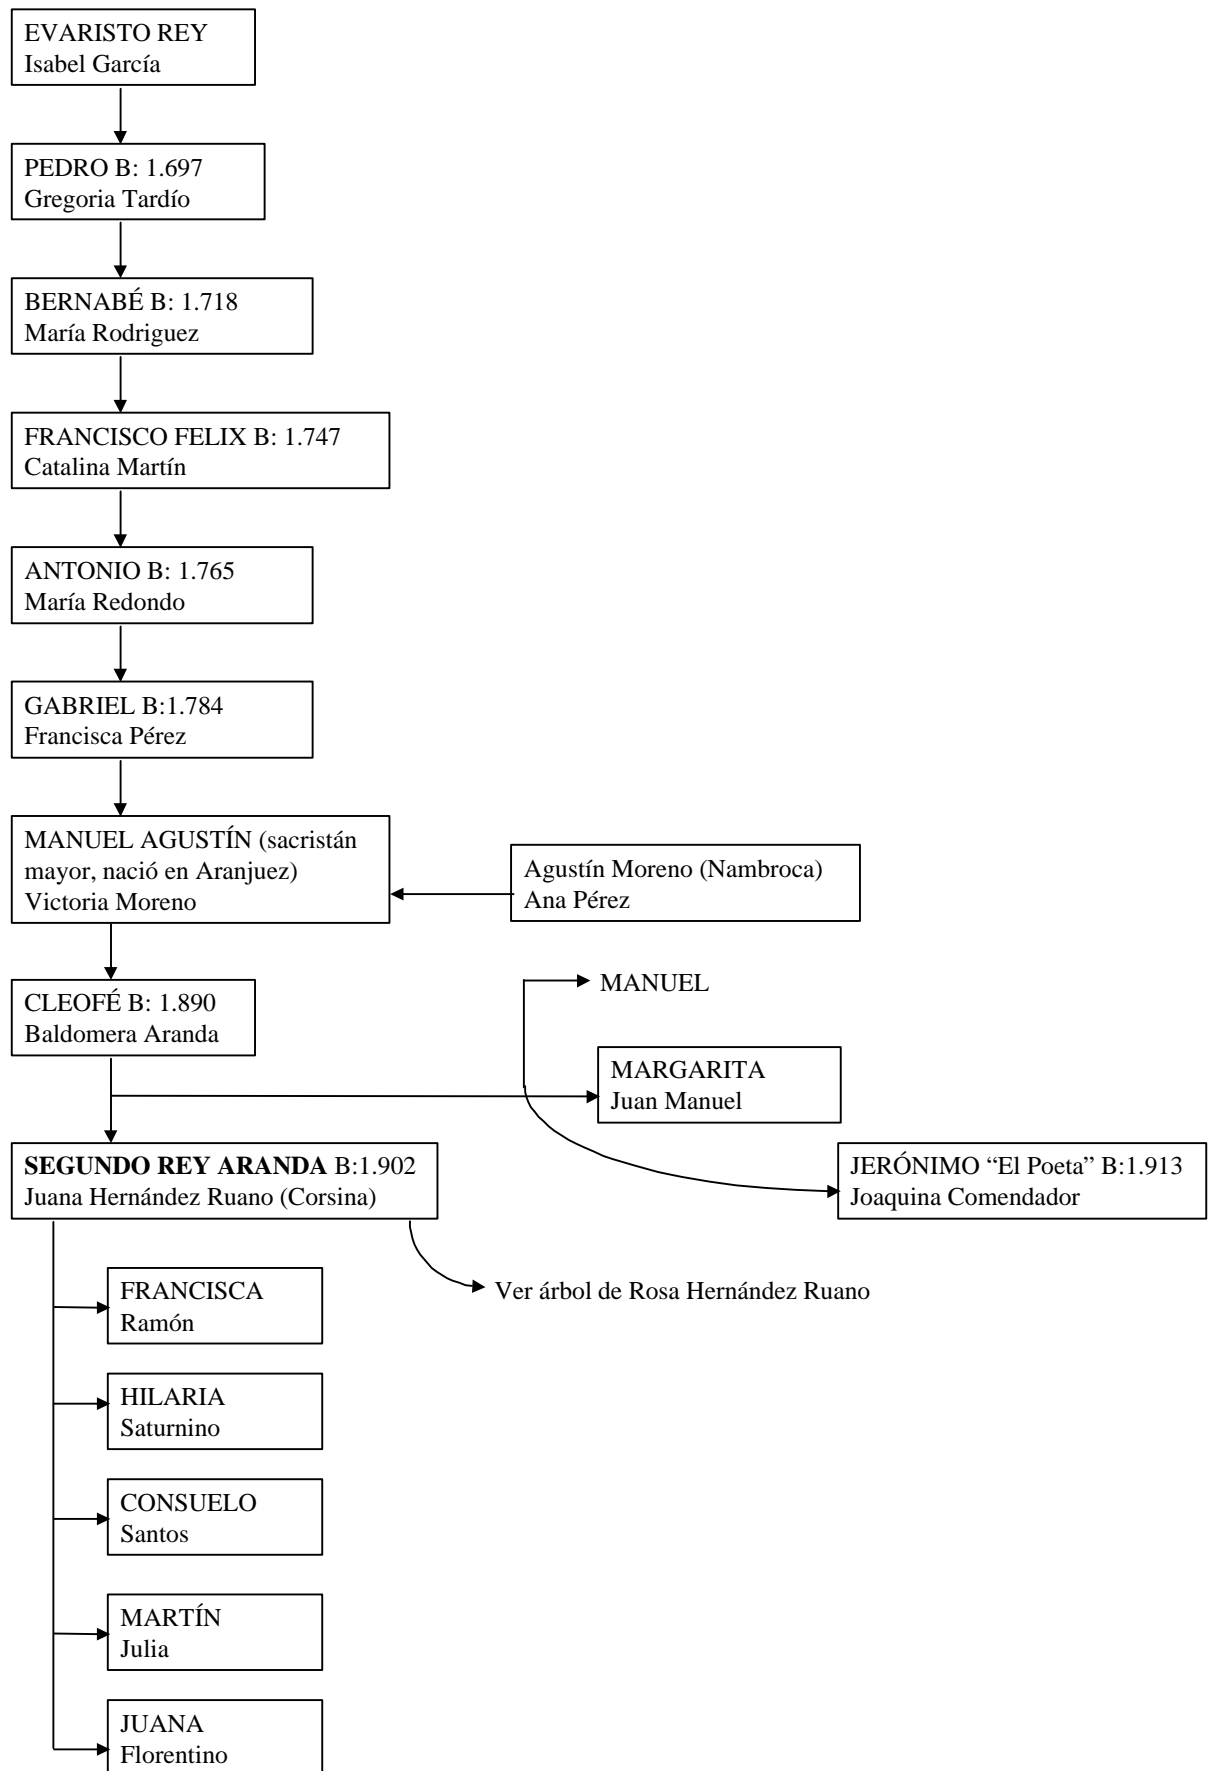 EVARISTO REY
Isabel García
PEDRO B: 1.697
Gregoria Tardío
BERNABÉ B: 1.718
María Rodriguez
FRANCISCO FELIX B: 1.747
Catalina Martín
ANTONIO B: 1.765
María Redondo
GABRIEL B:1.784
Francisca Pérez
MANUEL AGUSTÍN (sacristán
mayor, nació en Aranjuez)
Victoria Moreno
Agustín Moreno (Nambroca)
Ana Pérez
CLEOFÉ B: 1.890
Baldomera Aranda
MANUEL
MARGARITA
Juan Manuel
SEGUNDO REY ARANDA B:1.902
Juana Hernández Ruano (Corsina)
JERÓNIMO “El Poeta” B:1.913
Joaquina Comendador
Ver árbol de Rosa Hernández Ruano
FRANCISCA
Ramón
HILARIA
Saturnino
CONSUELO
Santos
MARTÍN
Julia
JUANA
Florentino